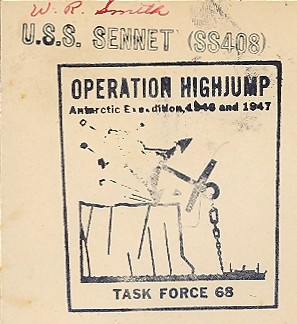 W. R. Smith
U.S.S. SENNET (SS408)
OPERATION HIGHJUMP
Antarctic Expedition, 1946 and 1947
TASK FORCE 68